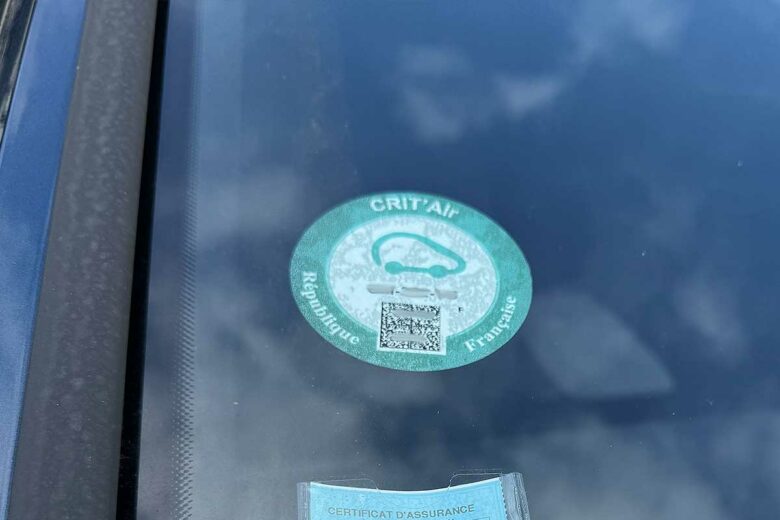 CRIT'Air
République
Française
CERTIFICAT D'ASSURANCE